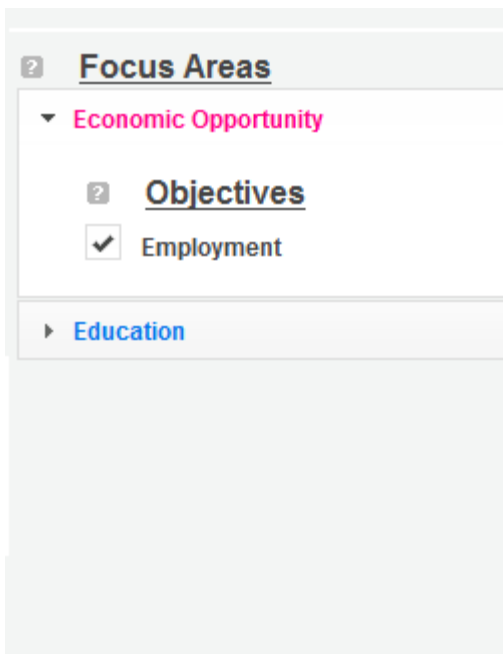 Focus Areas
Economic Opportunity
Objectives
Employment
Education